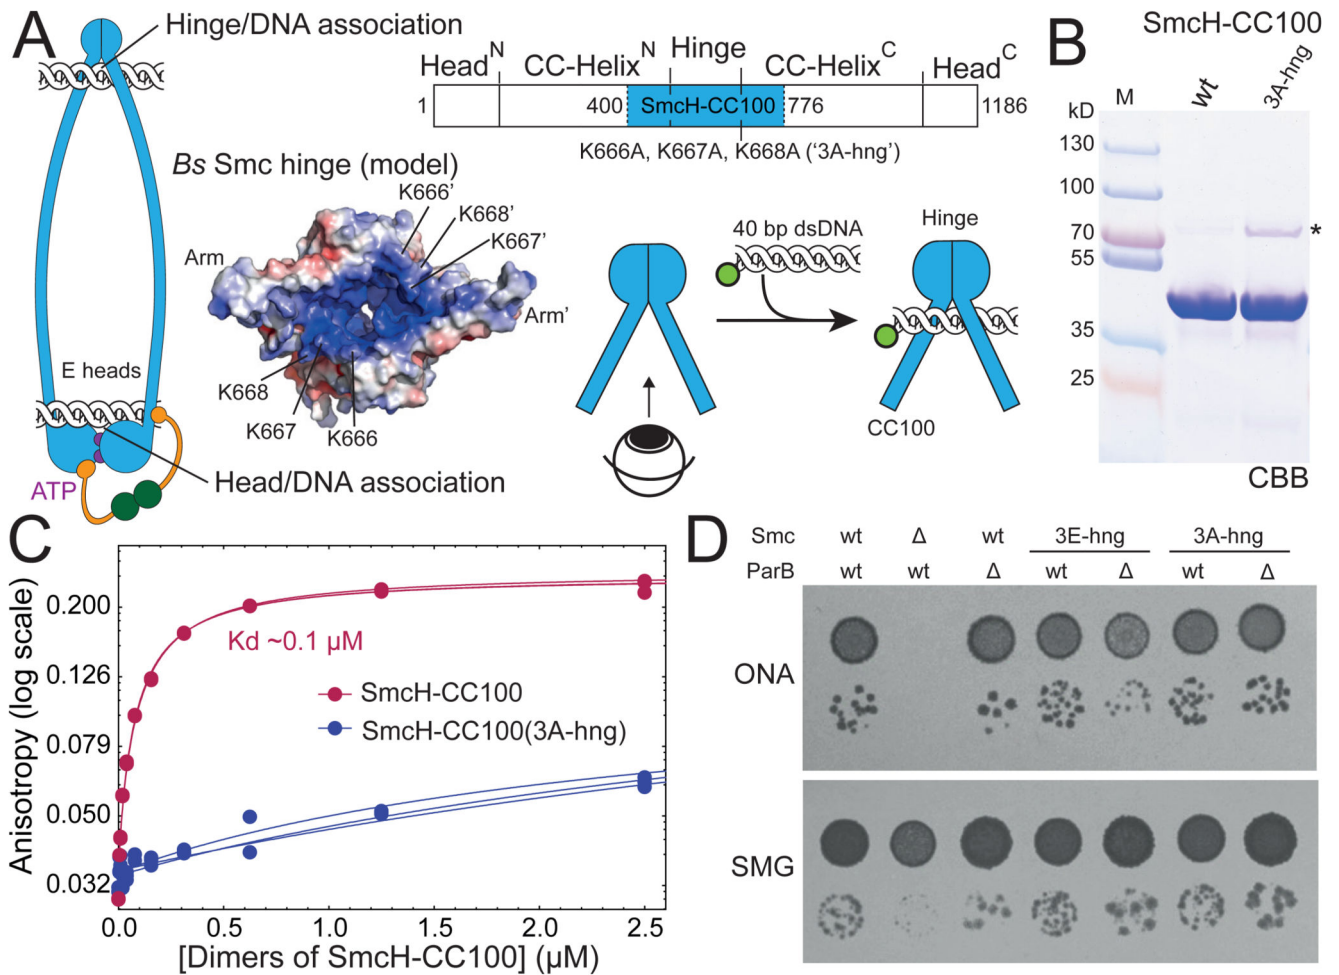 A
Hinge/DNA association
Head^N CC-Helix^N Hinge CC-Helix^C Head^C
1 400 SmcH-CC100 776 1186
K666A, K667A, K668A ('3A-hng')
Bs Smc hinge (model)
K666'
K668'
K667'
Arm
Arm'
K668
K667
K666
E heads
ATP
Head/DNA association
40 bp dsDNA
Hinge
CC100
B
SmcH-CC100
kD M wt 3A-hng
130
100
70 *
55
35
25
CBB
C
Anisotropy (log scale)
0.200
0.126
0.079
0.050
0.032
Kd ~0.1 µM
SmcH-CC100
SmcH-CC100(3A-hng)
0.0 0.5 1.0 1.5 2.0 2.5
[Dimers of SmcH-CC100] (µM)
D
Smc wt Δ wt 3E-hng 3A-hng
ParB wt wt Δ wt Δ wt Δ
ONA
SMG